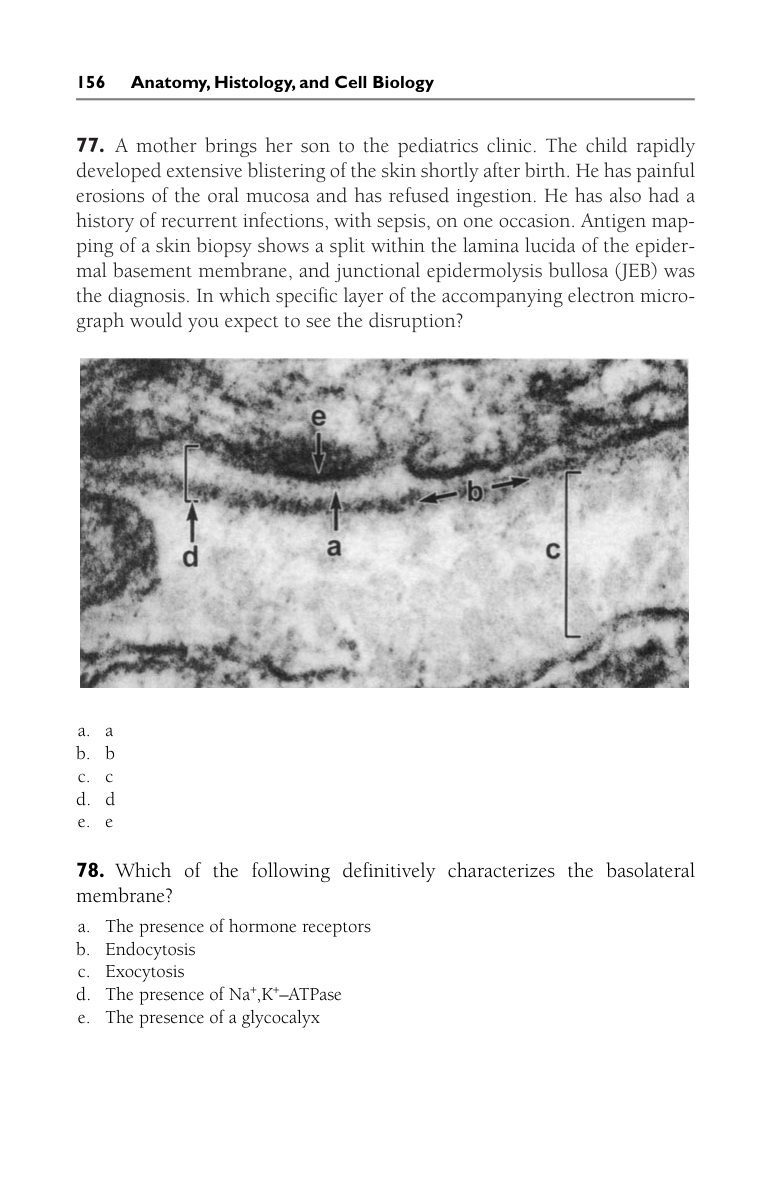 156 Anatomy, Histology, and Cell Biology
77. A mother brings her son to the pediatrics clinic. The child rapidly
developed extensive blistering of the skin shortly after birth. He has painful
erosions of the oral mucosa and has refused ingestion. He has also had a
history of recurrent infections, with sepsis, on one occasion. Antigen map-
ping of a skin biopsy shows a split within the lamina lucida of the epider-
mal basement membrane, and junctional epidermolysis bullosa (JEB) was
the diagnosis. In which specific layer of the accompanying electron micro-
graph would you expect to see the disruption?
e
b
d
a
c
a. a
b. b
c. c
d. d
e. e
78. Which of the following definitively characterizes the basolateral
membrane?
a. The presence of hormone receptors
b. Endocytosis
c. Exocytosis
d. The presence of Na⁺,K⁺–ATPase
e. The presence of a glycocalyx